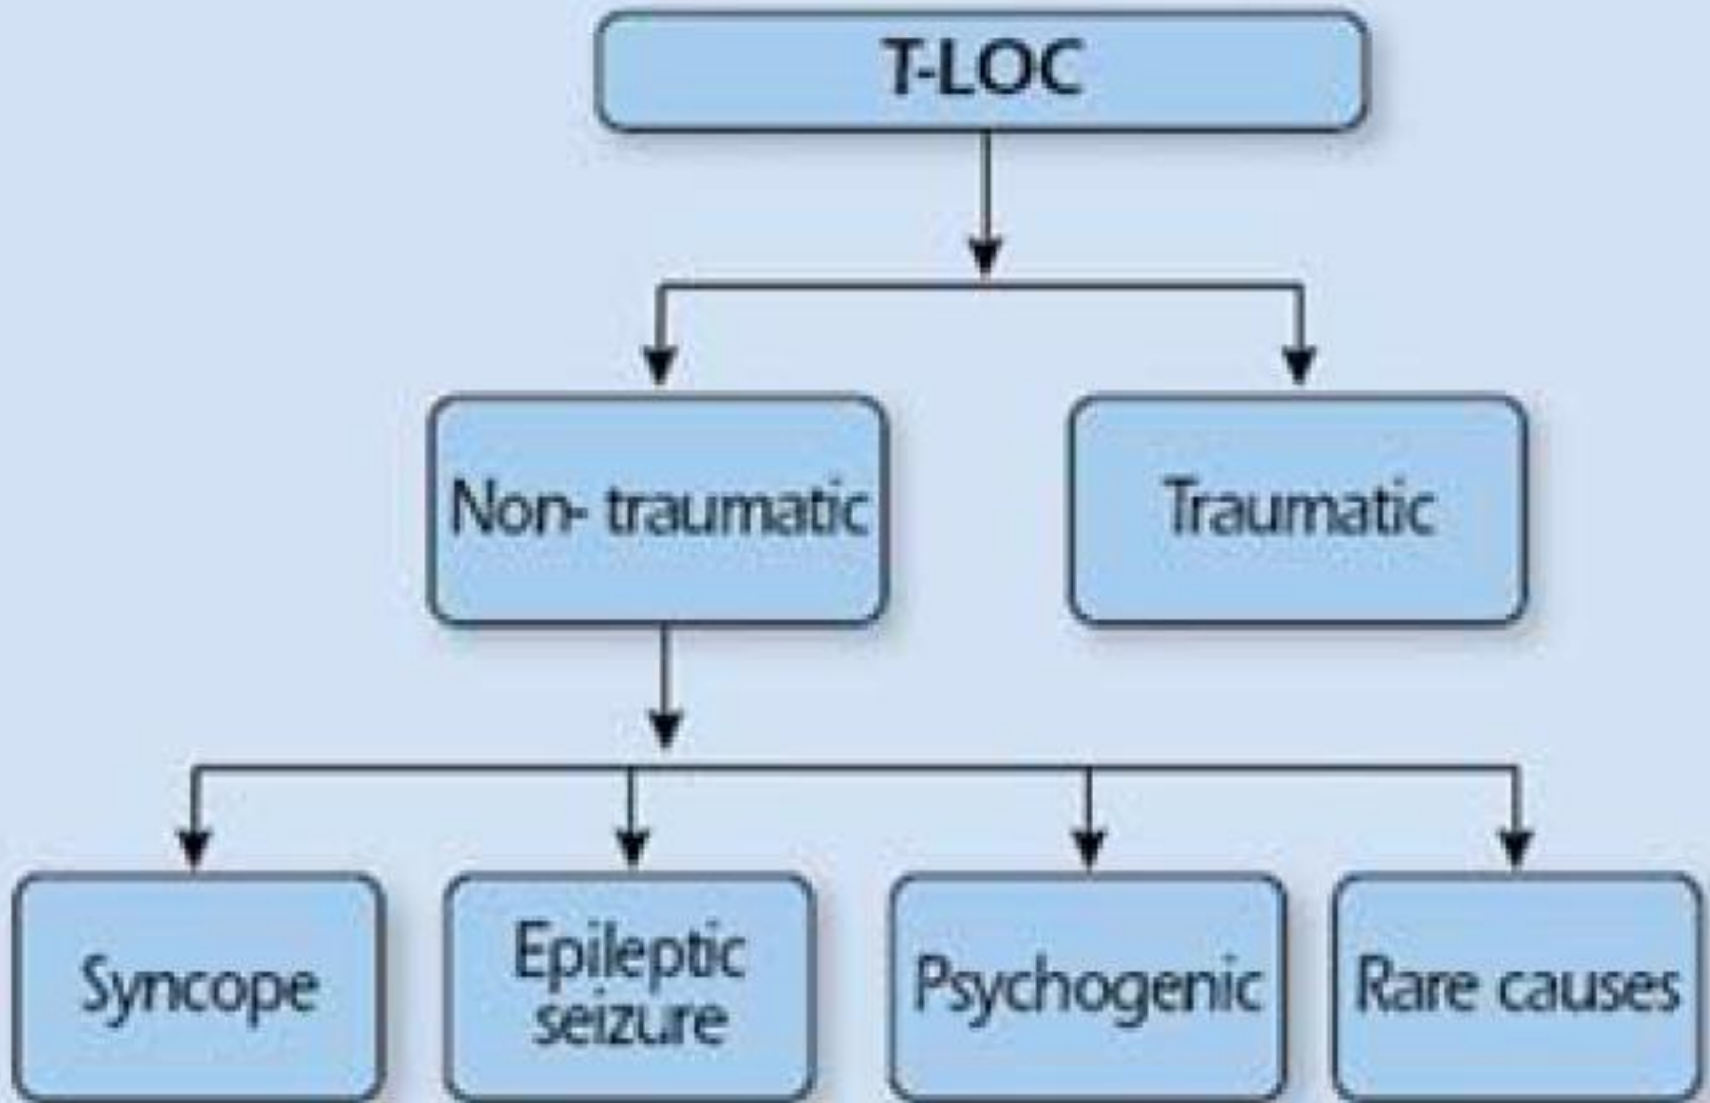 T-LOC
Non- traumatic
Traumatic
Syncope
Epileptic
seizure
Psychogenic
Rare causes